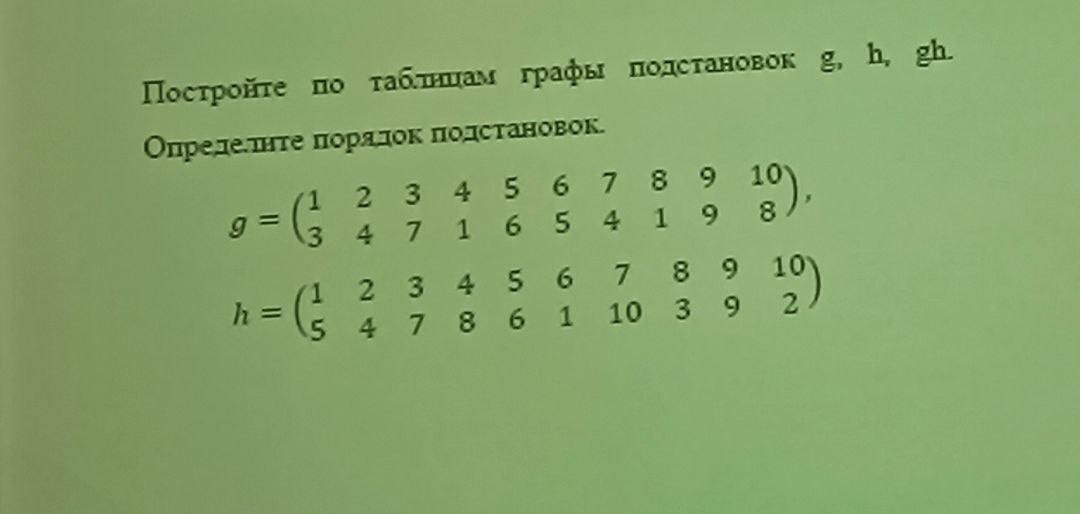 Постройте по таблицам графы подстановок g, h, gh.
Определите порядок подстановок.
g = (1 2 3 4 5 6 7 8 9 10
3 4 7 1 6 5 4 1 9 8),
h = (1 2 3 4 5 6 7 8 9 10
5 4 7 8 6 1 10 3 9 2)